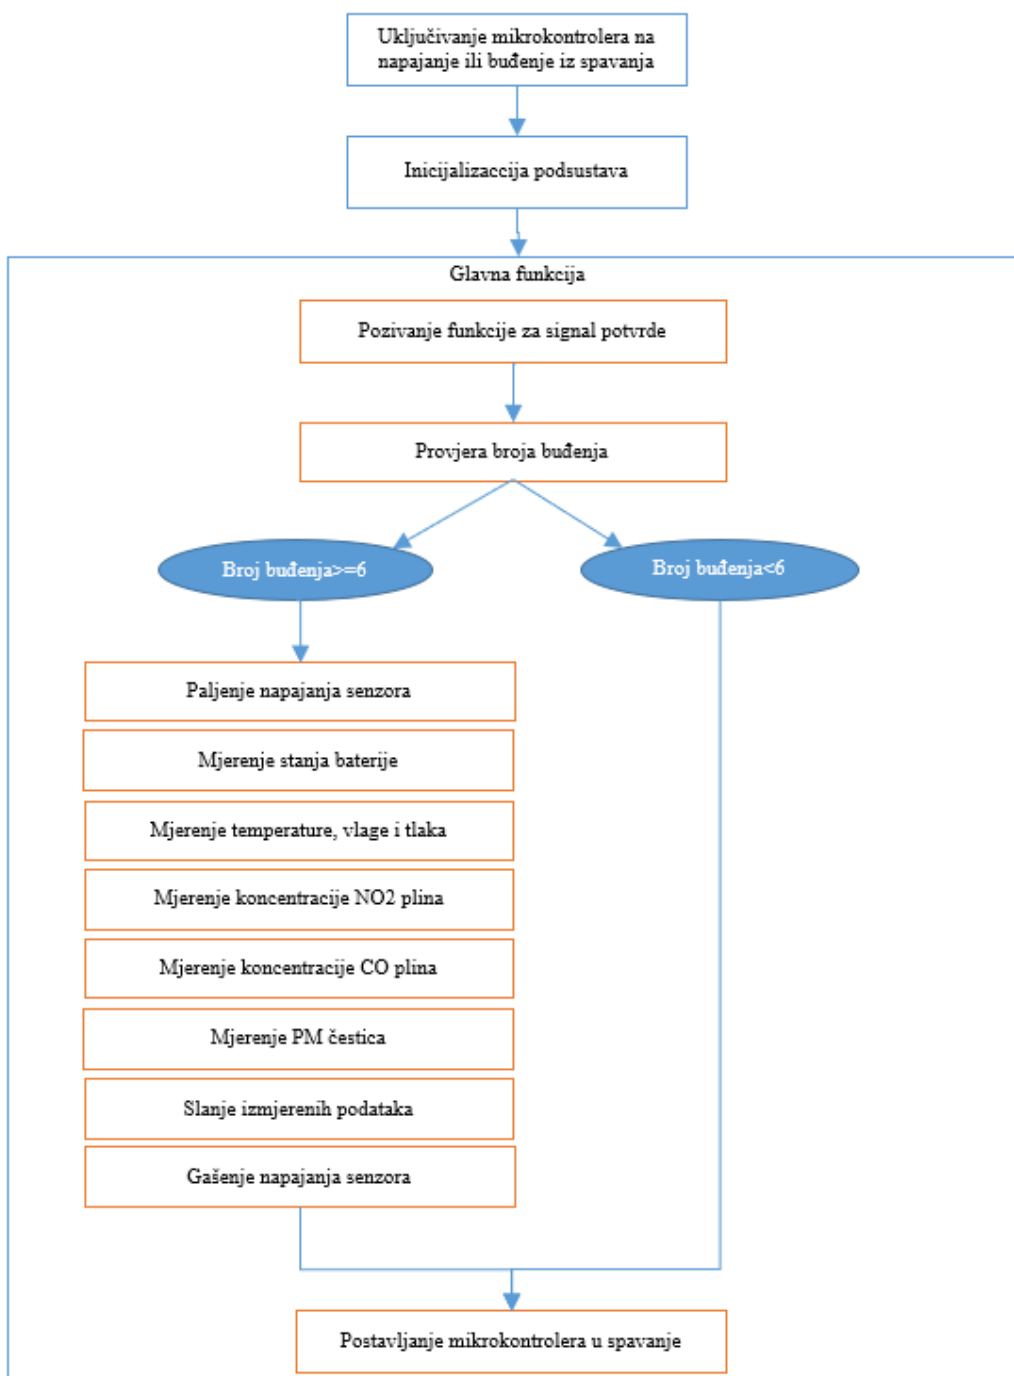 Uključivanje mikrokontrolera na
napajanje ili buđenje iz spavanja
Inicijalizaccija podsustava
Glavna funkcija
Pozivanje funkcije za signal potvrde
Provjera broja buđenja
Broj buđenja>=6
Broj buđenja<6
Paljenje napajanja senzora
Mjerenje stanja baterije
Mjerenje temperature, vlage i tlaka
Mjerenje koncentracije NO2 plina
Mjerenje koncentracije CO plina
Mjerenje PM čestica
Slanje izmjerenih podataka
Gašenje napajanja senzora
Postavljanje mikrokontrolera u spavanje